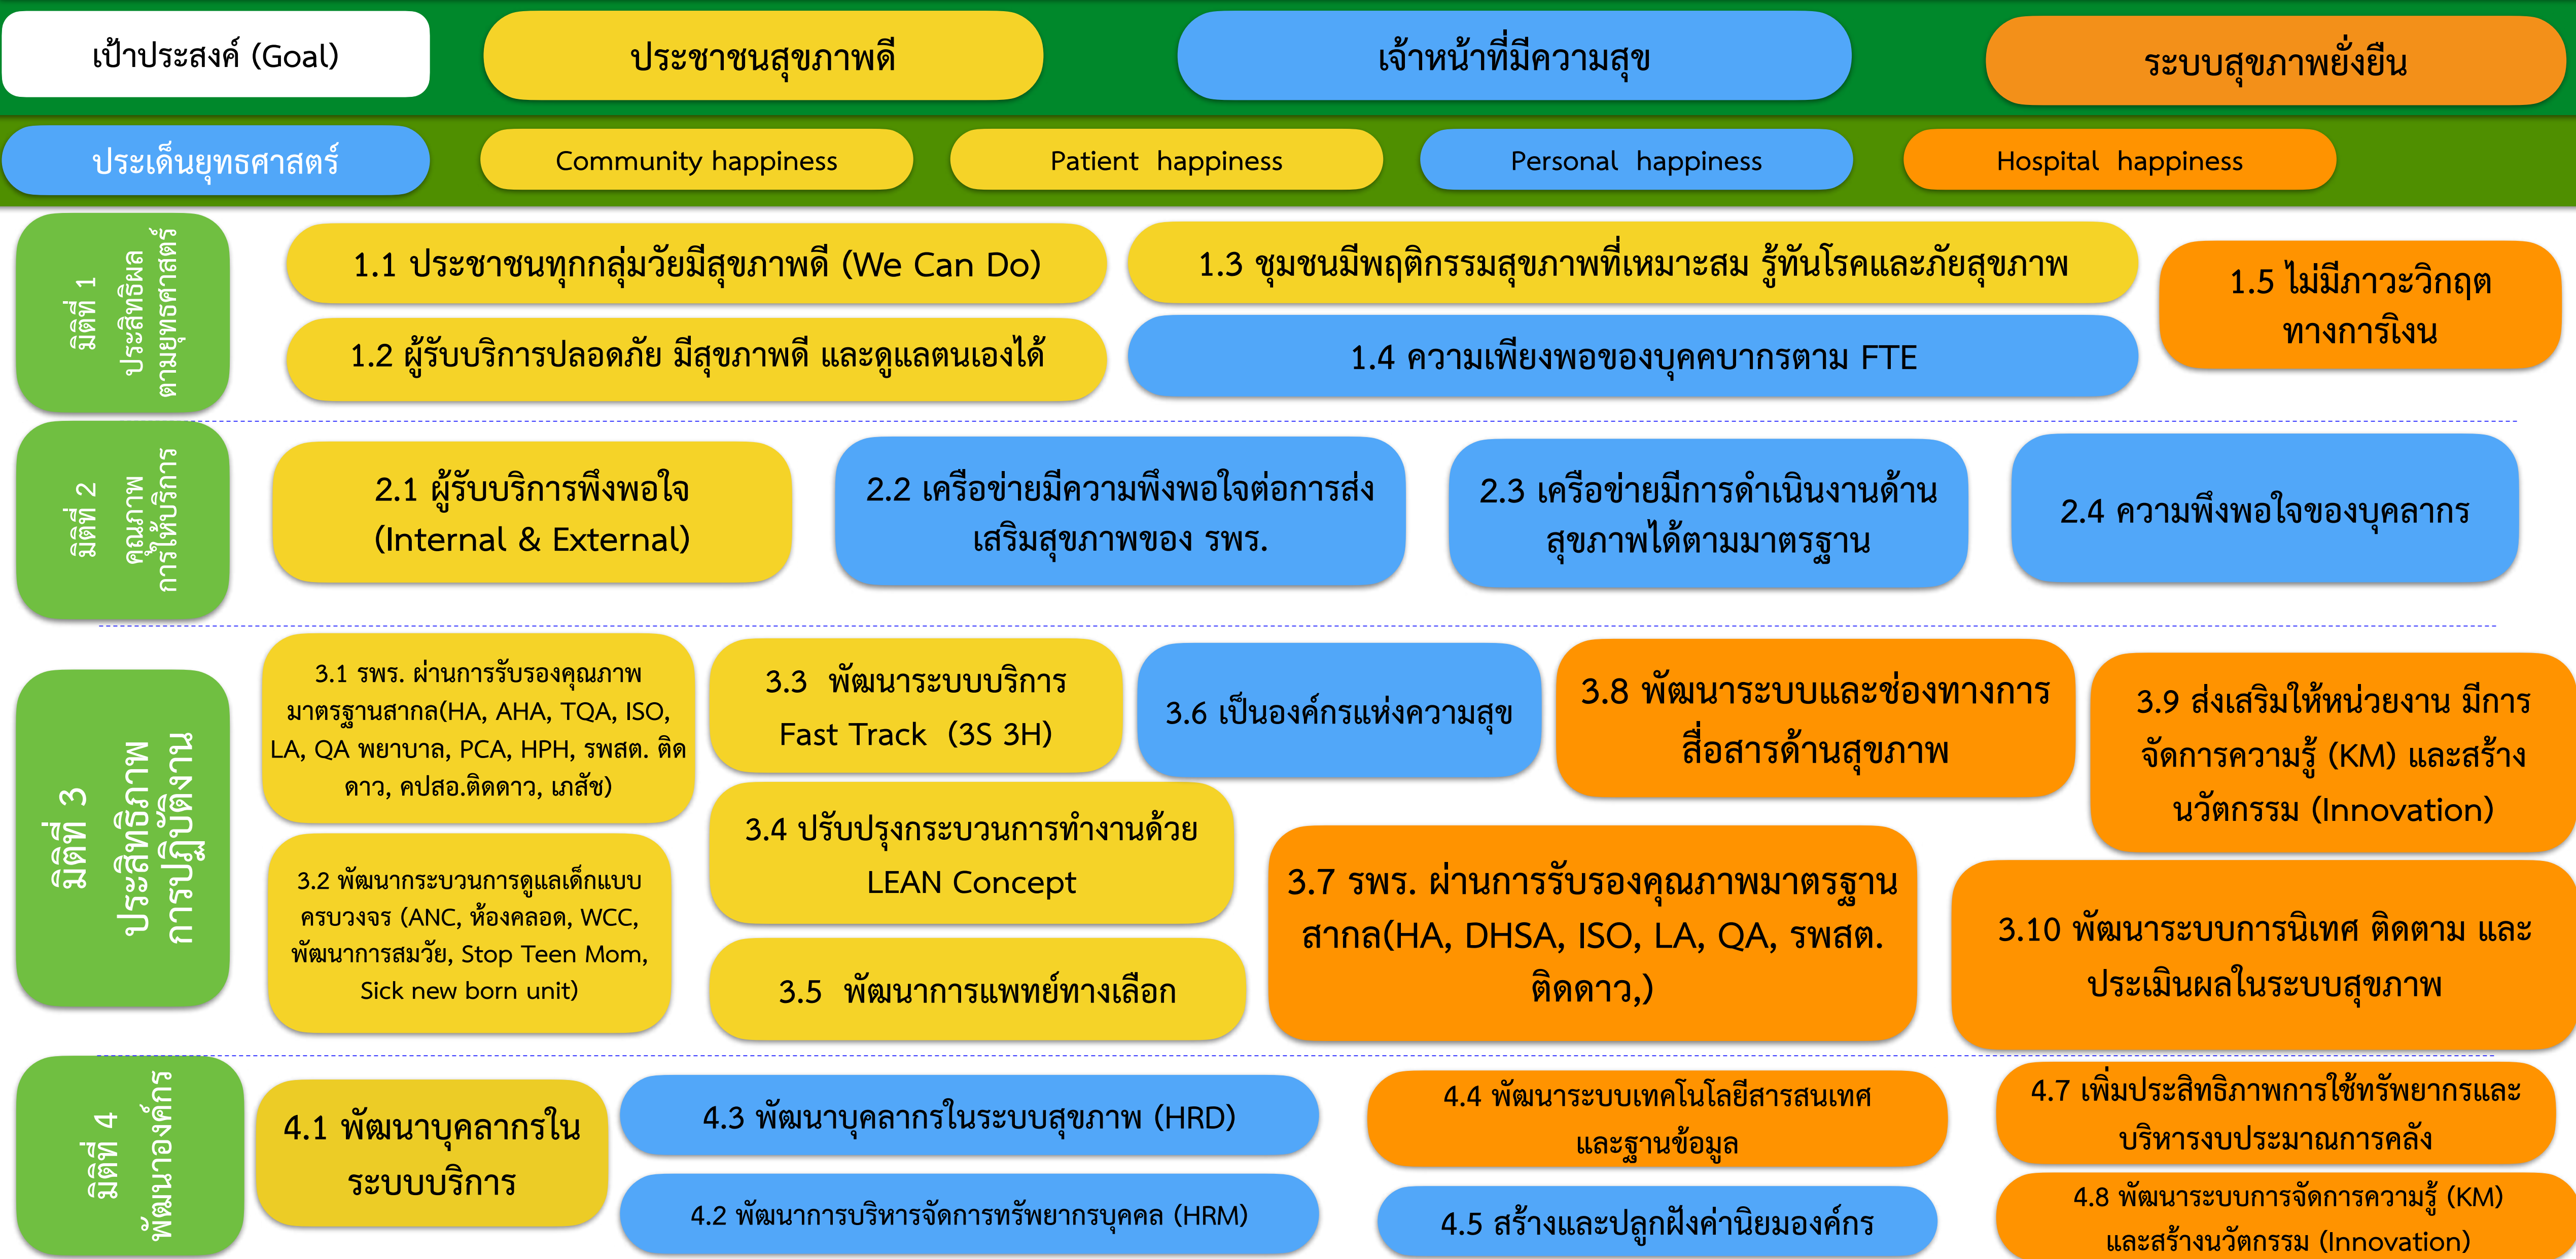 เป้าประสงค์ (Goal)
ประชาชนสุขภาพดี
เจ้าหน้าที่มีความสุข
ระบบสุขภาพยั่งยืน
ประเด็นยุทธศาสตร์
Community happiness
Patient happiness
Personal happiness
Hospital happiness
มิติที่ 1
ประสิทธิผล
ตามยุทธศาสตร์
1.1 ประชาชนทุกกลุ่มวัยมีสุขภาพดี (We Can Do)
1.2 ผู้รับบริการปลอดภัย มีสุขภาพดี และดูแลตนเองได้
1.3 ชุมชนมีพฤติกรรมสุขภาพที่เหมาะสม รู้ทันโรคและภัยสุขภาพ
1.4 ความเพียงพอของบุคคบากรตาม FTE
1.5 ไม่มีภาวะวิกฤต
ทางการิงน
มิติที่ 2
คุณภาพ
การให้บริการ
2.1 ผู้รับบริการพึงพอใจ
(Internal & External)
2.2 เครือข่ายมีความพึงพอใจต่อการส่ง
เสริมสุขภาพของ รพร.
2.3 เครือข่ายมีการดำเนินงานด้าน
สุขภาพได้ตามมาตรฐาน
2.4 ความพึงพอใจของบุคลากร
มิติที่ 3
ประสิทธิภาพ
การปฏิบัติงาน
3.1 รพร. ผ่านการรับรองคุณภาพ
มาตรฐานสากล(HA, AHA, TQA, ISO,
LA, QA พยาบาล, PCA, HPH, รพสต. ติด
ดาว, คปสอ.ติดดาว, เภสัช)
3.2 พัฒนากระบวนการดูแลเด็กแบบ
ครบวงจร (ANC, ห้องคลอด, WCC,
พัฒนาการสมวัย, Stop Teen Mom,
Sick new born unit)
3.3 พัฒนาระบบบริการ
Fast Track (3S 3H)
3.4 ปรับปรุงกระบวนการทำงานด้วย
LEAN Concept
3.5 พัฒนาการแพทย์ทางเลือก
3.6 เป็นองค์กรแห่งความสุข
3.7 รพร. ผ่านการรับรองคุณภาพมาตรฐาน
สากล(HA, DHSA, ISO, LA, QA, รพสต.
ติดดาว,)
3.8 พัฒนาระบบและช่องทางการ
สื่อสารด้านสุขภาพ
3.9 ส่งเสริมให้หน่วยงาน มีการ
จัดการความรู้ (KM) และสร้าง
นวัตกรรม (Innovation)
3.10 พัฒนาระบบการนิเทศ ติดตาม และ
ประเมินผลในระบบสุขภาพ
มิติที่ 4
พัฒนาองค์กร
4.1 พัฒนาบุคลากรใน
ระบบบริการ
4.3 พัฒนาบุคลากรในระบบสุขภาพ (HRD)
4.2 พัฒนาการบริหารจัดการทรัพยากรบุคคล (HRM)
4.4 พัฒนาระบบเทคโนโลยีสารสนเทศ
และฐานข้อมูล
4.5 สร้างและปลูกฝังค่านิยมองค์กร
4.7 เพิ่มประสิทธิภาพการใช้ทรัพยากรและ
บริหารงบประมาณการคลัง
4.8 พัฒนาระบบการจัดการความรู้ (KM)
และสร้างนวัตกรรม (Innovation)